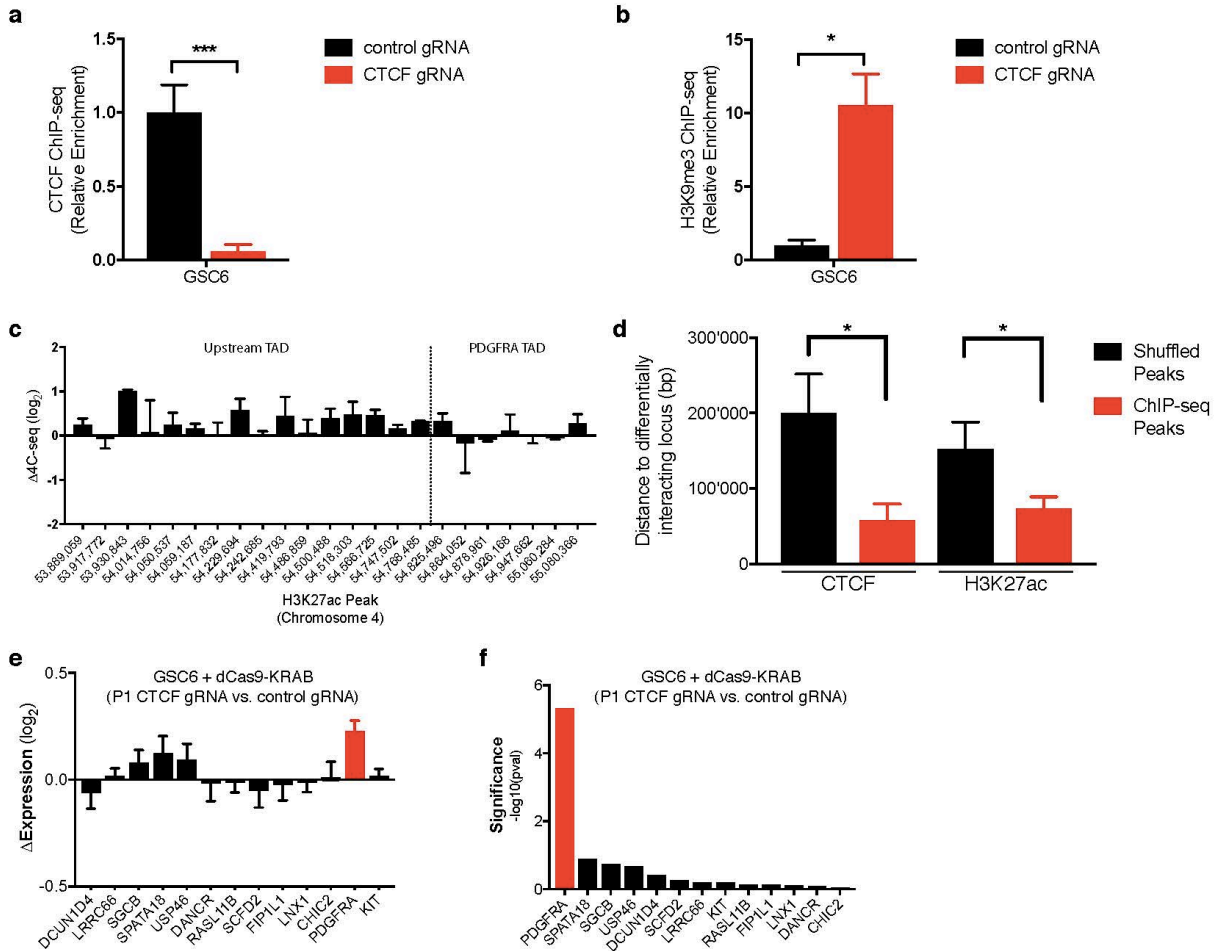 a
CTCF ChIP-seq
(Relative Enrichment)
1.5
1.0
0.5
0.0
***
GSC6
control gRNA
CTCF gRNA
b
H3K9me3 ChIP-seq
(Relative Enrichment)
15
10
5
0
*
GSC6
control gRNA
CTCF gRNA
c
Δ4C-seq (log2)
2
1
0
-1
-2
Upstream TAD
PDGFRA TAD
53,889,059
53,917,772
53,930,843
54,014,756
54,050,537
54,059,187
54,177,832
54,229,694
54,242,685
54,419,793
54,486,859
54,500,488
54,518,303
54,566,725
54,747,502
54,768,485
54,825,496
54,864,052
54,878,961
54,926,168
54,947,662
55,060,284
55,080,366
H3K27ac Peak
(Chromosome 4)
d
Distance to differentially
interacting locus (bp)
300'000
200'000
100'000
0
*
*
CTCF
H3K27ac
Shuffled
Peaks
ChIP-seq
Peaks
e
GSC6 + dCas9-KRAB
(P1 CTCF gRNA vs. control gRNA)
ΔExpression (log2)
0.5
0.0
-0.5
DCUN1D4
LRRC66
SGCB
SPATA18
USP46
DANCR
RASL11B
SCFD2
FIP1L1
LNX1
CHIC2
PDGFRA
KIT
f
GSC6 + dCas9-KRAB
(P1 CTCF gRNA vs. control gRNA)
Significance
-log10(pval)
6
4
2
0
PDGFRA
SPATA18
SGCB
USP46
DCUN1D4
SCFD2
LRRC66
KIT
RASL11B
FIP1L1
LNX1
DANCR
CHIC2